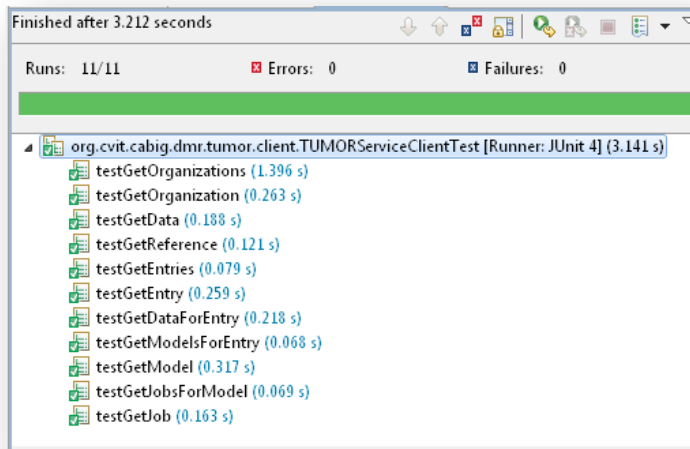 Finished after 3.212 seconds
Runs: 11/11 Errors: 0 Failures: 0
org.cvit.cabig.dmr.tumor.client.TUMORServiceClientTest [Runner: JUnit 4] (3.141 s)
testGetOrganizations (1.396 s)
testGetOrganization (0.263 s)
testGetData (0.188 s)
testGetReference (0.121 s)
testGetEntries (0.079 s)
testGetEntry (0.259 s)
testGetDataForEntry (0.218 s)
testGetModelsForEntry (0.068 s)
testGetModel (0.317 s)
testGetJobsForModel (0.069 s)
testGetJob (0.163 s)